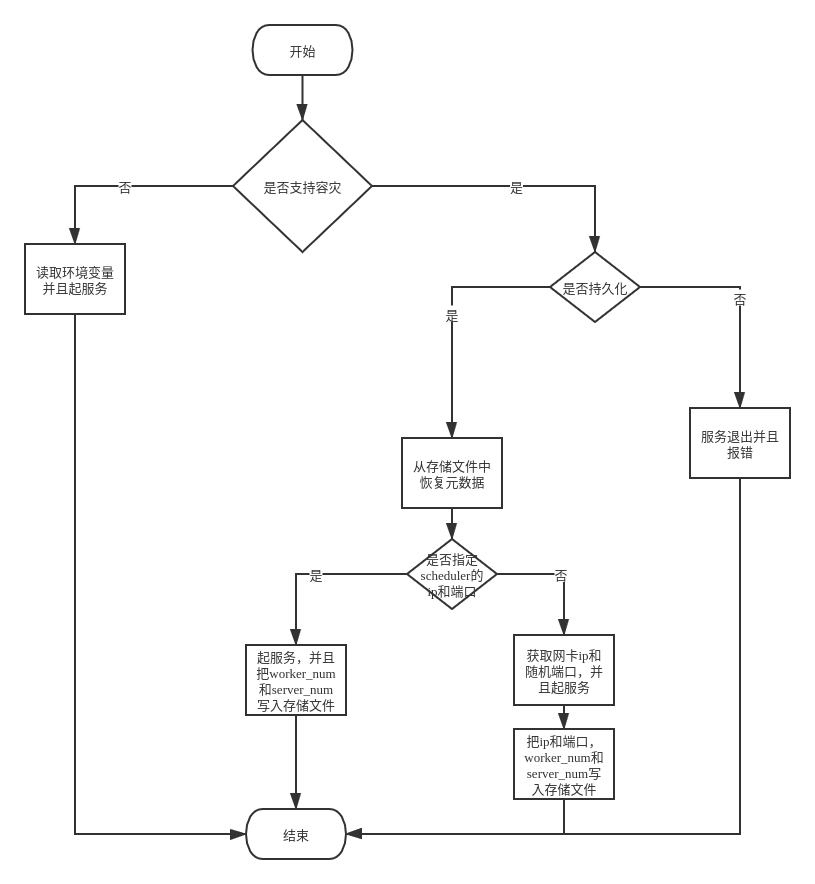 开始
是否支持容灾
否
是
读取环境变量
并且起服务
是否持久化
是
否
服务退出并且
报错
从存储文件中
恢复元数据
是否指定
scheduler的
ip和端口
是
否
起服务，并且
把worker_num
和server_num
写入存储文件
获取网卡ip和
随机端口，并
且起服务
把ip和端口，
worker_num和
server_num写
入存储文件
结束